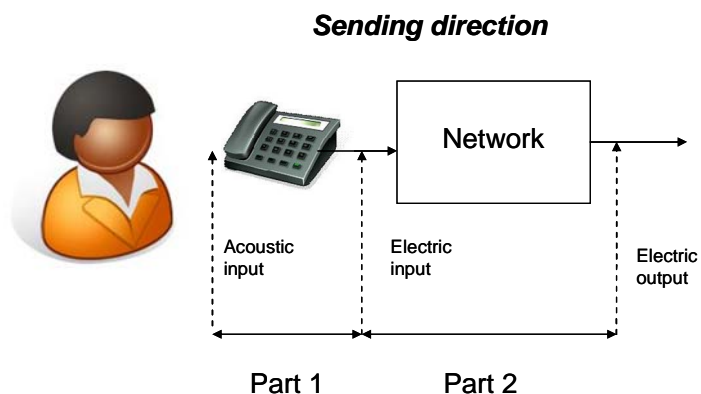 Sending direction
Network
Acoustic
input
Electric
input
Electric
output
Part 1
Part 2